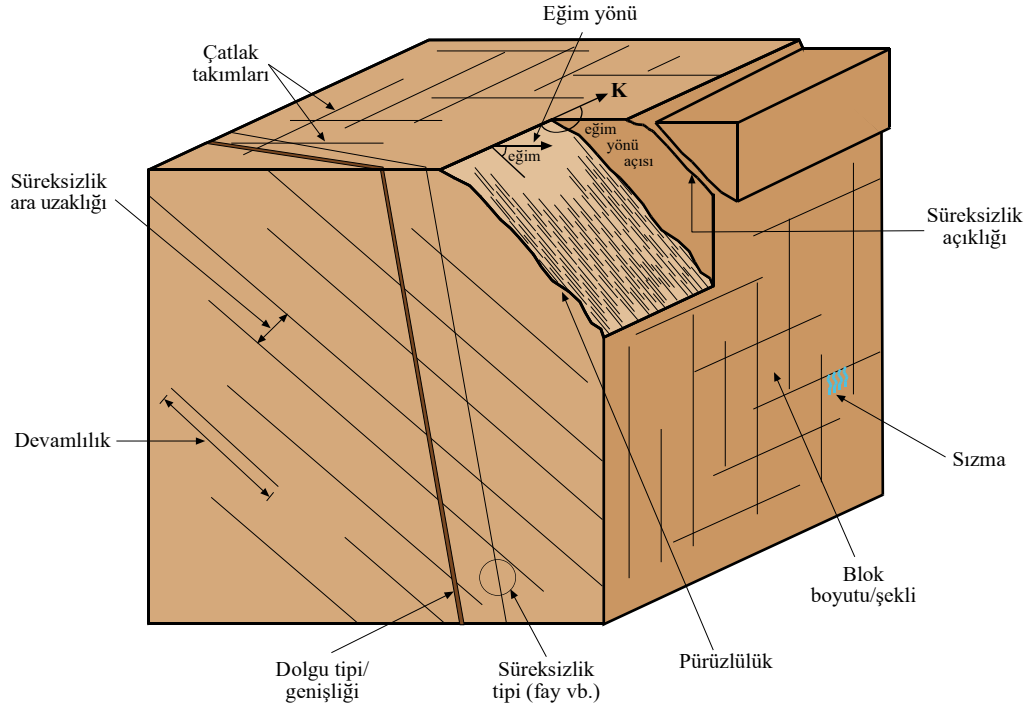 Eğim yönü
Çatlak
takımları
K
eğim
yönü
açısı
eğim
Süreksizlik
ara uzaklığı
Süreksizlik
açıklığı
Devamlılık
Sızma
Blok
boyutu/şekli
Pürüzlülük
Dolgu tipi/
genişliği
Süreksizlik
tipi (fay vb.)